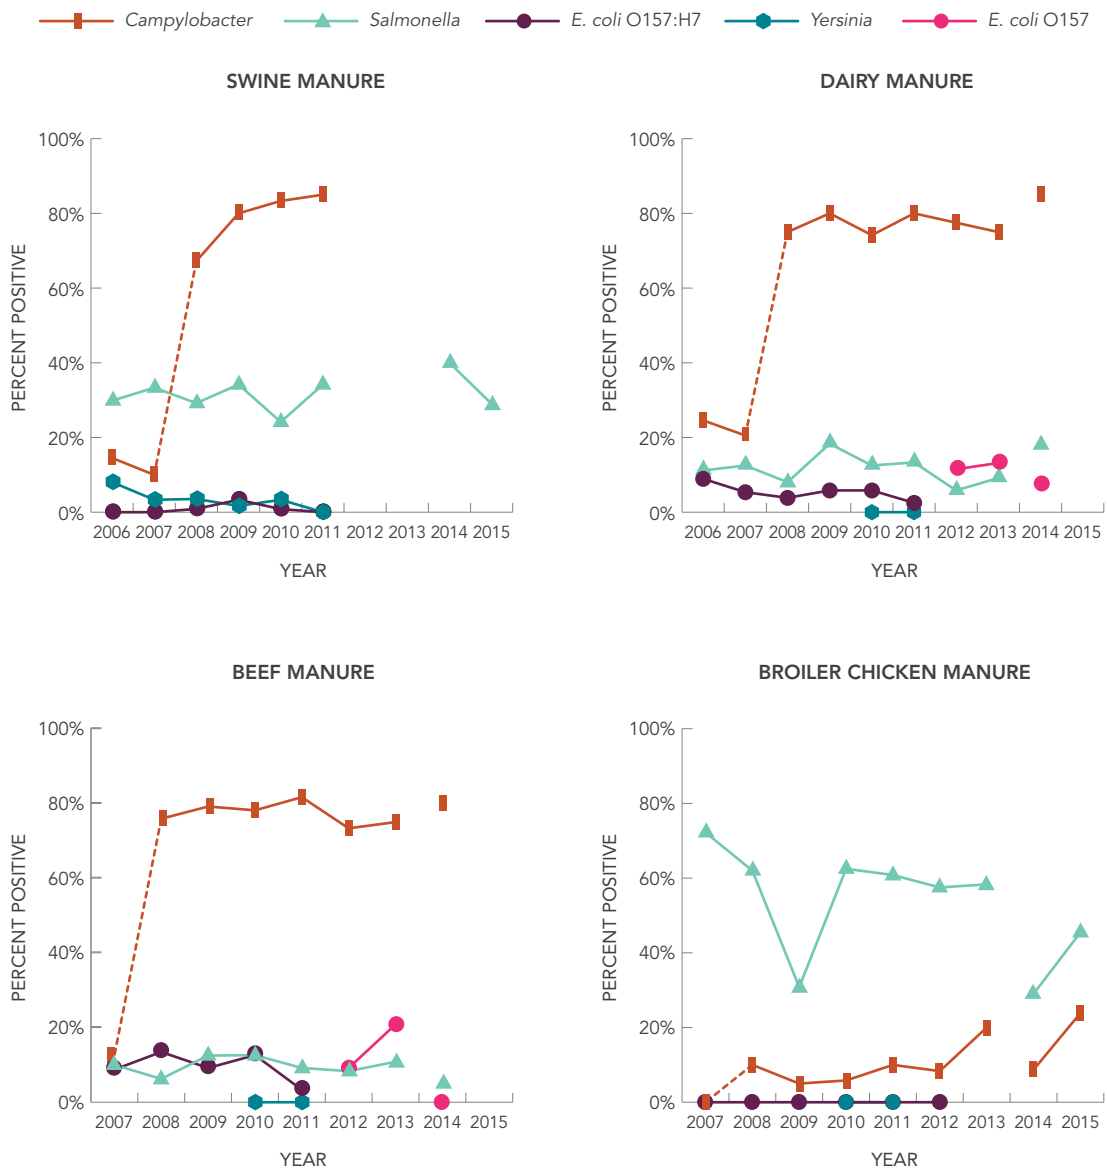 Campylobacter Salmonella E. coli O157:H7 Yersinia E. coli O157
SWINE MANURE
100%
80%
60%
40%
20%
0%
PERCENT POSITIVE
2006 2007 2008 2009 2010 2011 2012 2013 2014 2015
YEAR
DAIRY MANURE
100%
80%
60%
40%
20%
0%
PERCENT POSITIVE
2006 2007 2008 2009 2010 2011 2012 2013 2014 2015
YEAR
BEEF MANURE
100%
80%
60%
40%
20%
0%
PERCENT POSITIVE
2007 2008 2009 2010 2011 2012 2013 2014 2015
YEAR
BROILER CHICKEN MANURE
100%
80%
60%
40%
20%
0%
PERCENT POSITIVE
2007 2008 2009 2010 2011 2012 2013 2014 2015
YEAR